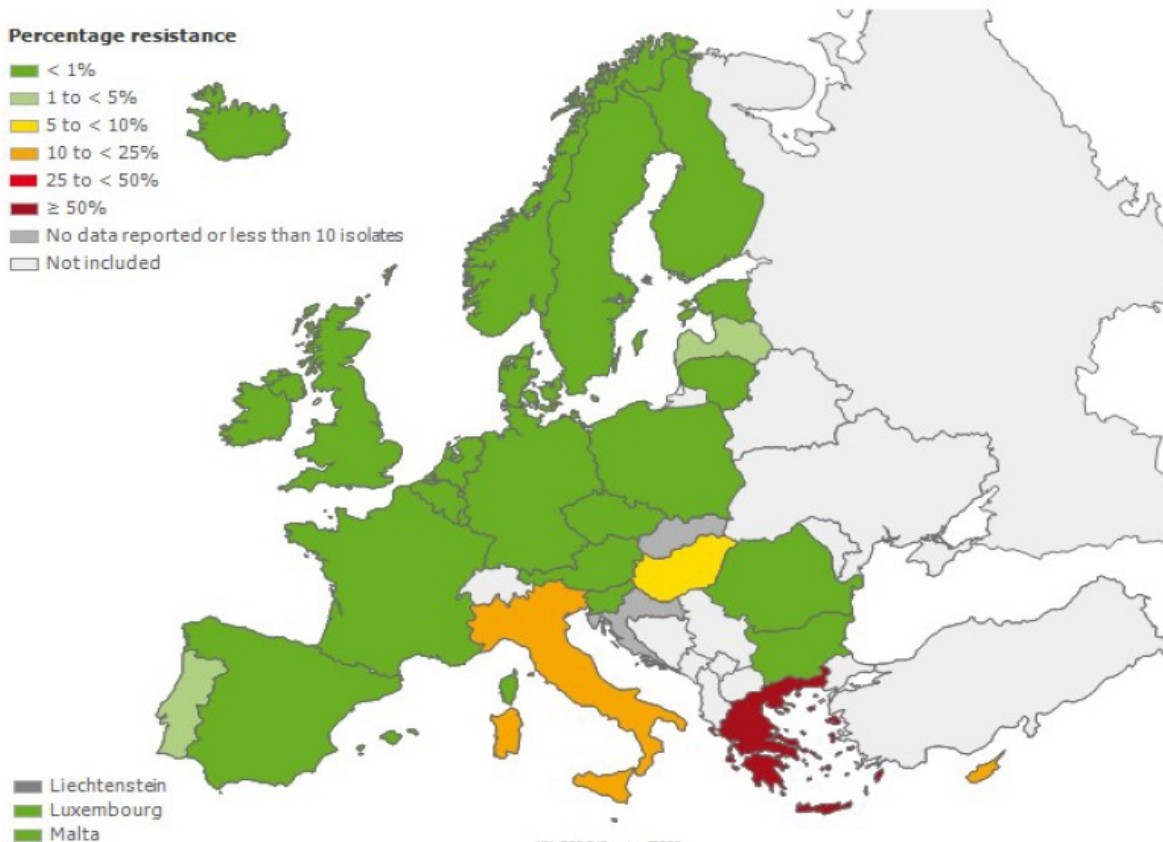 Percentage resistance
< 1%
1 to < 5%
5 to < 10%
10 to < 25%
25 to < 50%
≥ 50%
No data reported or less than 10 isolates
Not included
Liechtenstein
Luxembourg
Malta